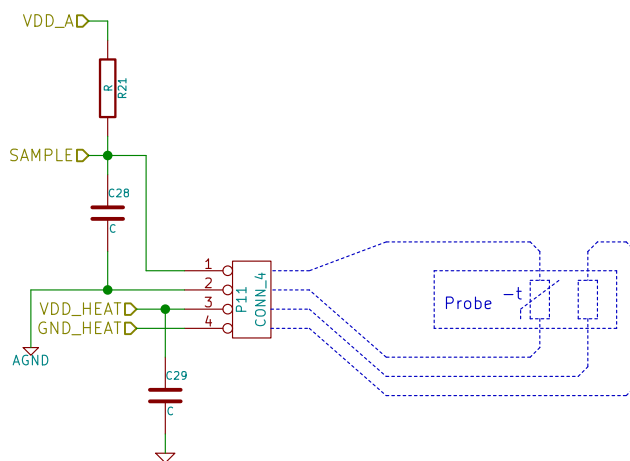 VDD_A
R
R21
SAMPLE
C28
C
1
2
3
4
P11
CONN_4
VDD_HEAT
GND_HEAT
AGND
C29
C
Probe
-t